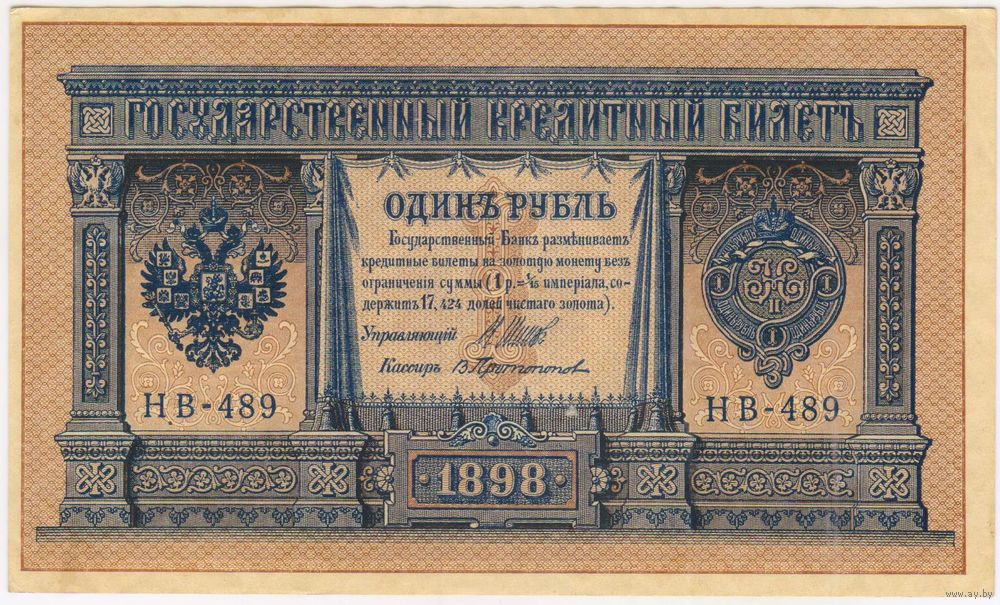 ГОСУДАРСТВЕННЫЙ КРЕДИТНЫЙ БИЛЕТЪ
ОДИНЪ РУБЛЬ
Государственный Банкъ размѣниваетъ
кредитные билеты на золотую монету безъ
ограниченія суммы (1 р.=1/15 имперіала, со-
держитъ 17,424 долей чистаго золота).
Управляющій
Кассиръ
НВ-489
НВ-489
1898
www.ay.by